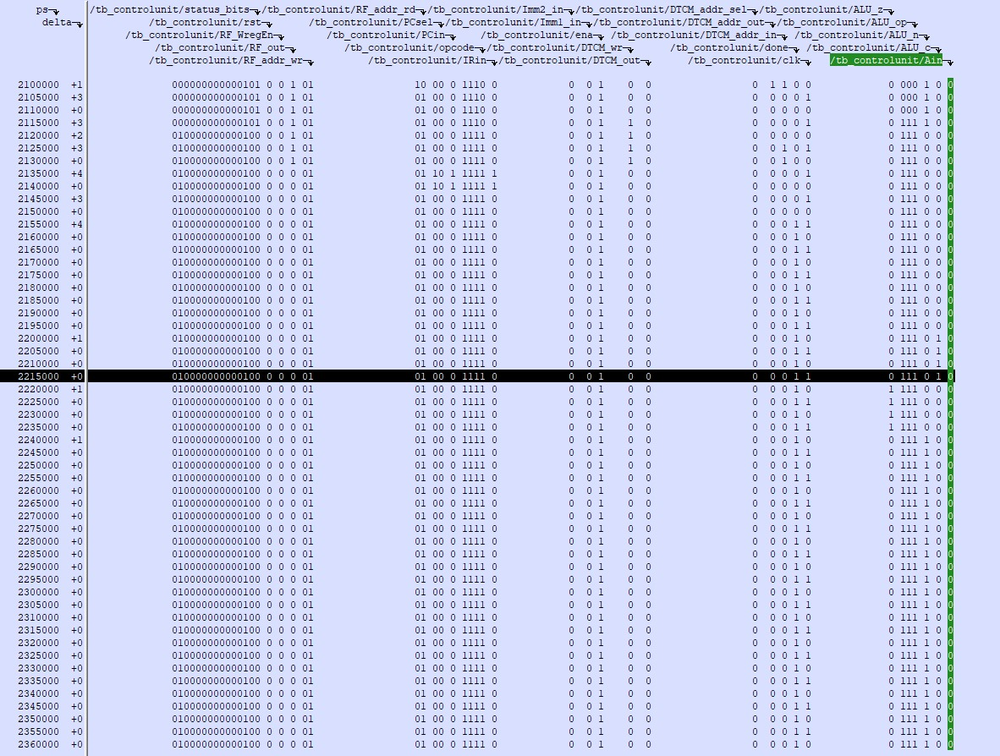 ps /tb_controlunit/status_bits /tb_controlunit/RF_addr_rd /tb_controlunit/Imm2_in /tb_controlunit/DTCM_addr_sel /tb_controlunit/ALU_z
delta /tb_controlunit/rst /tb_controlunit/PCsel /tb_controlunit/Imm1_in /tb_controlunit/DTCM_addr_out /tb_controlunit/ALU_op
/tb_controlunit/RF_WregEn /tb_controlunit/PCin /tb_controlunit/ena /tb_controlunit/DTCM_addr_in /tb_controlunit/ALU_n
/tb_controlunit/RF_out /tb_controlunit/opcode /tb_controlunit/DTCM_wr /tb_controlunit/done /tb_controlunit/ALU_c
/tb_controlunit/RF_addr_wr /tb_controlunit/IRin /tb_controlunit/DTCM_out /tb_controlunit/clk /tb_controlunit/Ain
2100000 +1 000000000000101 0 0 1 01 10 00 0 1110 0 0 0 1 0 1 1 0 0 0 000 1 0 0
2105000 +3 000000000000101 0 0 1 01 01 00 0 1110 0 0 0 1 0 0 0 0 1 0 000 1 0 0
2110000 +0 000000000000101 0 0 1 01 01 00 0 1110 0 0 0 1 0 0 0 0 0 0 000 1 0 0
2115000 +3 000000000000101 0 0 1 01 01 00 0 1110 0 0 0 1 1 0 0 0 0 0 1 0 111 1 0 0
2120000 +2 010000000000100 0 0 1 01 01 00 0 1111 0 0 0 1 1 0 0 0 0 0 0 0 111 1 0 0
2125000 +3 010000000000100 0 0 1 01 01 00 0 1111 0 0 0 1 1 0 0 0 1 0 1 0 111 0 0 0
2130000 +0 010000000000100 0 0 1 01 01 00 0 1111 0 0 0 1 1 0 0 0 1 0 0 0 111 0 0 0
2135000 +4 010000000000100 0 0 0 01 01 10 1 1111 1 0 0 1 0 0 0 0 0 0 1 0 111 0 0 0
2140000 +0 010000000000100 0 0 0 01 01 10 1 1111 1 0 0 1 0 0 0 0 0 0 0 0 111 0 0 0
2145000 +3 010000000000100 0 0 0 01 01 00 0 1111 0 0 0 1 0 0 0 0 0 0 1 0 111 0 0 0
2150000 +0 010000000000100 0 0 0 01 01 00 0 1111 0 0 0 1 0 0 0 0 0 0 0 0 111 0 0 0
2155000 +4 010000000000100 0 0 0 01 01 00 0 1111 0 0 0 1 0 0 0 0 0 1 1 0 111 0 0 0
2160000 +0 010000000000100 0 0 0 01 01 00 0 1111 0 0 0 1 0 0 0 0 0 1 0 0 111 0 0 0
2165000 +0 010000000000100 0 0 0 01 01 00 0 1111 0 0 0 1 0 0 0 0 0 1 1 0 111 0 0 0
2170000 +0 010000000000100 0 0 0 01 01 00 0 1111 0 0 0 1 0 0 0 0 0 1 0 0 111 0 0 0
2175000 +0 010000000000100 0 0 0 01 01 00 0 1111 0 0 0 1 0 0 0 0 0 1 1 0 111 0 0 0
2180000 +0 010000000000100 0 0 0 01 01 00 0 1111 0 0 0 1 0 0 0 0 0 1 0 0 111 0 0 0
2185000 +0 010000000000100 0 0 0 01 01 00 0 1111 0 0 0 1 0 0 0 0 0 1 1 0 111 0 0 0
2190000 +0 010000000000100 0 0 0 01 01 00 0 1111 0 0 0 1 0 0 0 0 0 1 0 0 111 0 0 0
2195000 +0 010000000000100 0 0 0 01 01 00 0 1111 0 0 0 1 0 0 0 0 0 1 1 0 111 0 0 0
2200000 +1 010000000000100 0 0 0 01 01 00 0 1111 0 0 0 1 0 0 0 0 0 1 0 0 111 0 1 0
2205000 +0 010000000000100 0 0 0 01 01 00 0 1111 0 0 0 1 0 0 0 0 0 1 1 0 111 0 1 0
2210000 +0 010000000000100 0 0 0 01 01 00 0 1111 0 0 0 1 0 0 0 0 0 1 0 0 111 0 1 0
2215000 +0 010000000000100 0 0 0 01 01 00 0 1111 0 0 0 1 0 0 0 0 0 1 1 0 111 0 1 0
2220000 +1 010000000000100 0 0 0 01 01 00 0 1111 0 0 0 1 0 0 0 0 0 1 0 1 111 0 0 0
2225000 +0 010000000000100 0 0 0 01 01 00 0 1111 0 0 0 1 0 0 0 0 0 1 1 1 111 0 0 0
2230000 +0 010000000000100 0 0 0 01 01 00 0 1111 0 0 0 1 0 0 0 0 0 1 0 1 111 0 0 0
2235000 +0 010000000000100 0 0 0 01 01 00 0 1111 0 0 0 1 0 0 0 0 0 1 1 1 111 0 0 0
2240000 +1 010000000000100 0 0 0 01 01 00 0 1111 0 0 0 1 0 0 0 0 0 1 0 0 111 1 0 0
2245000 +0 010000000000100 0 0 0 01 01 00 0 1111 0 0 0 1 0 0 0 0 0 1 1 0 111 1 0 0
2250000 +0 010000000000100 0 0 0 01 01 00 0 1111 0 0 0 1 0 0 0 0 0 1 0 0 111 1 0 0
2255000 +0 010000000000100 0 0 0 01 01 00 0 1111 0 0 0 1 0 0 0 0 0 1 1 0 111 1 0 0
2260000 +0 010000000000100 0 0 0 01 01 00 0 1111 0 0 0 1 0 0 0 0 0 1 0 0 111 1 0 0
2265000 +0 010000000000100 0 0 0 01 01 00 0 1111 0 0 0 1 0 0 0 0 0 1 1 0 111 1 0 0
2270000 +0 010000000000100 0 0 0 01 01 00 0 1111 0 0 0 1 0 0 0 0 0 1 0 0 111 1 0 0
2275000 +0 010000000000100 0 0 0 01 01 00 0 1111 0 0 0 1 0 0 0 0 0 1 1 0 111 1 0 0
2280000 +0 010000000000100 0 0 0 01 01 00 0 1111 0 0 0 1 0 0 0 0 0 1 0 0 111 1 0 0
2285000 +0 010000000000100 0 0 0 01 01 00 0 1111 0 0 0 1 0 0 0 0 0 1 1 0 111 1 0 0
2290000 +0 010000000000100 0 0 0 01 01 00 0 1111 0 0 0 1 0 0 0 0 0 1 0 0 111 1 0 0
2295000 +0 010000000000100 0 0 0 01 01 00 0 1111 0 0 0 1 0 0 0 0 0 1 1 0 111 1 0 0
2300000 +0 010000000000100 0 0 0 01 01 00 0 1111 0 0 0 1 0 0 0 0 0 1 0 0 111 1 0 0
2305000 +0 010000000000100 0 0 0 01 01 00 0 1111 0 0 0 1 0 0 0 0 0 1 1 0 111 1 0 0
2310000 +0 010000000000100 0 0 0 01 01 00 0 1111 0 0 0 1 0 0 0 0 0 1 0 0 111 1 0 0
2315000 +0 010000000000100 0 0 0 01 01 00 0 1111 0 0 0 1 0 0 0 0 0 1 1 0 111 1 0 0
2320000 +0 010000000000100 0 0 0 01 01 00 0 1111 0 0 0 1 0 0 0 0 0 1 0 0 111 1 0 0
2325000 +0 010000000000100 0 0 0 01 01 00 0 1111 0 0 0 1 0 0 0 0 0 1 1 0 111 1 0 0
2330000 +0 010000000000100 0 0 0 01 01 00 0 1111 0 0 0 1 0 0 0 0 0 1 0 0 111 1 0 0
2335000 +0 010000000000100 0 0 0 01 01 00 0 1111 0 0 0 1 0 0 0 0 0 1 1 0 111 1 0 0
2340000 +0 010000000000100 0 0 0 01 01 00 0 1111 0 0 0 1 0 0 0 0 0 1 0 0 111 1 0 0
2345000 +0 010000000000100 0 0 0 01 01 00 0 1111 0 0 0 1 0 0 0 0 0 1 1 0 111 1 0 0
2350000 +0 010000000000100 0 0 0 01 01 00 0 1111 0 0 0 1 0 0 0 0 0 1 0 0 111 1 0 0
2355000 +0 010000000000100 0 0 0 01 01 00 0 1111 0 0 0 1 0 0 0 0 0 1 1 0 111 1 0 0
2360000 +0 010000000000100 0 0 0 01 01 00 0 1111 0 0 0 1 0 0 0 0 0 1 0 0 111 1 0 0